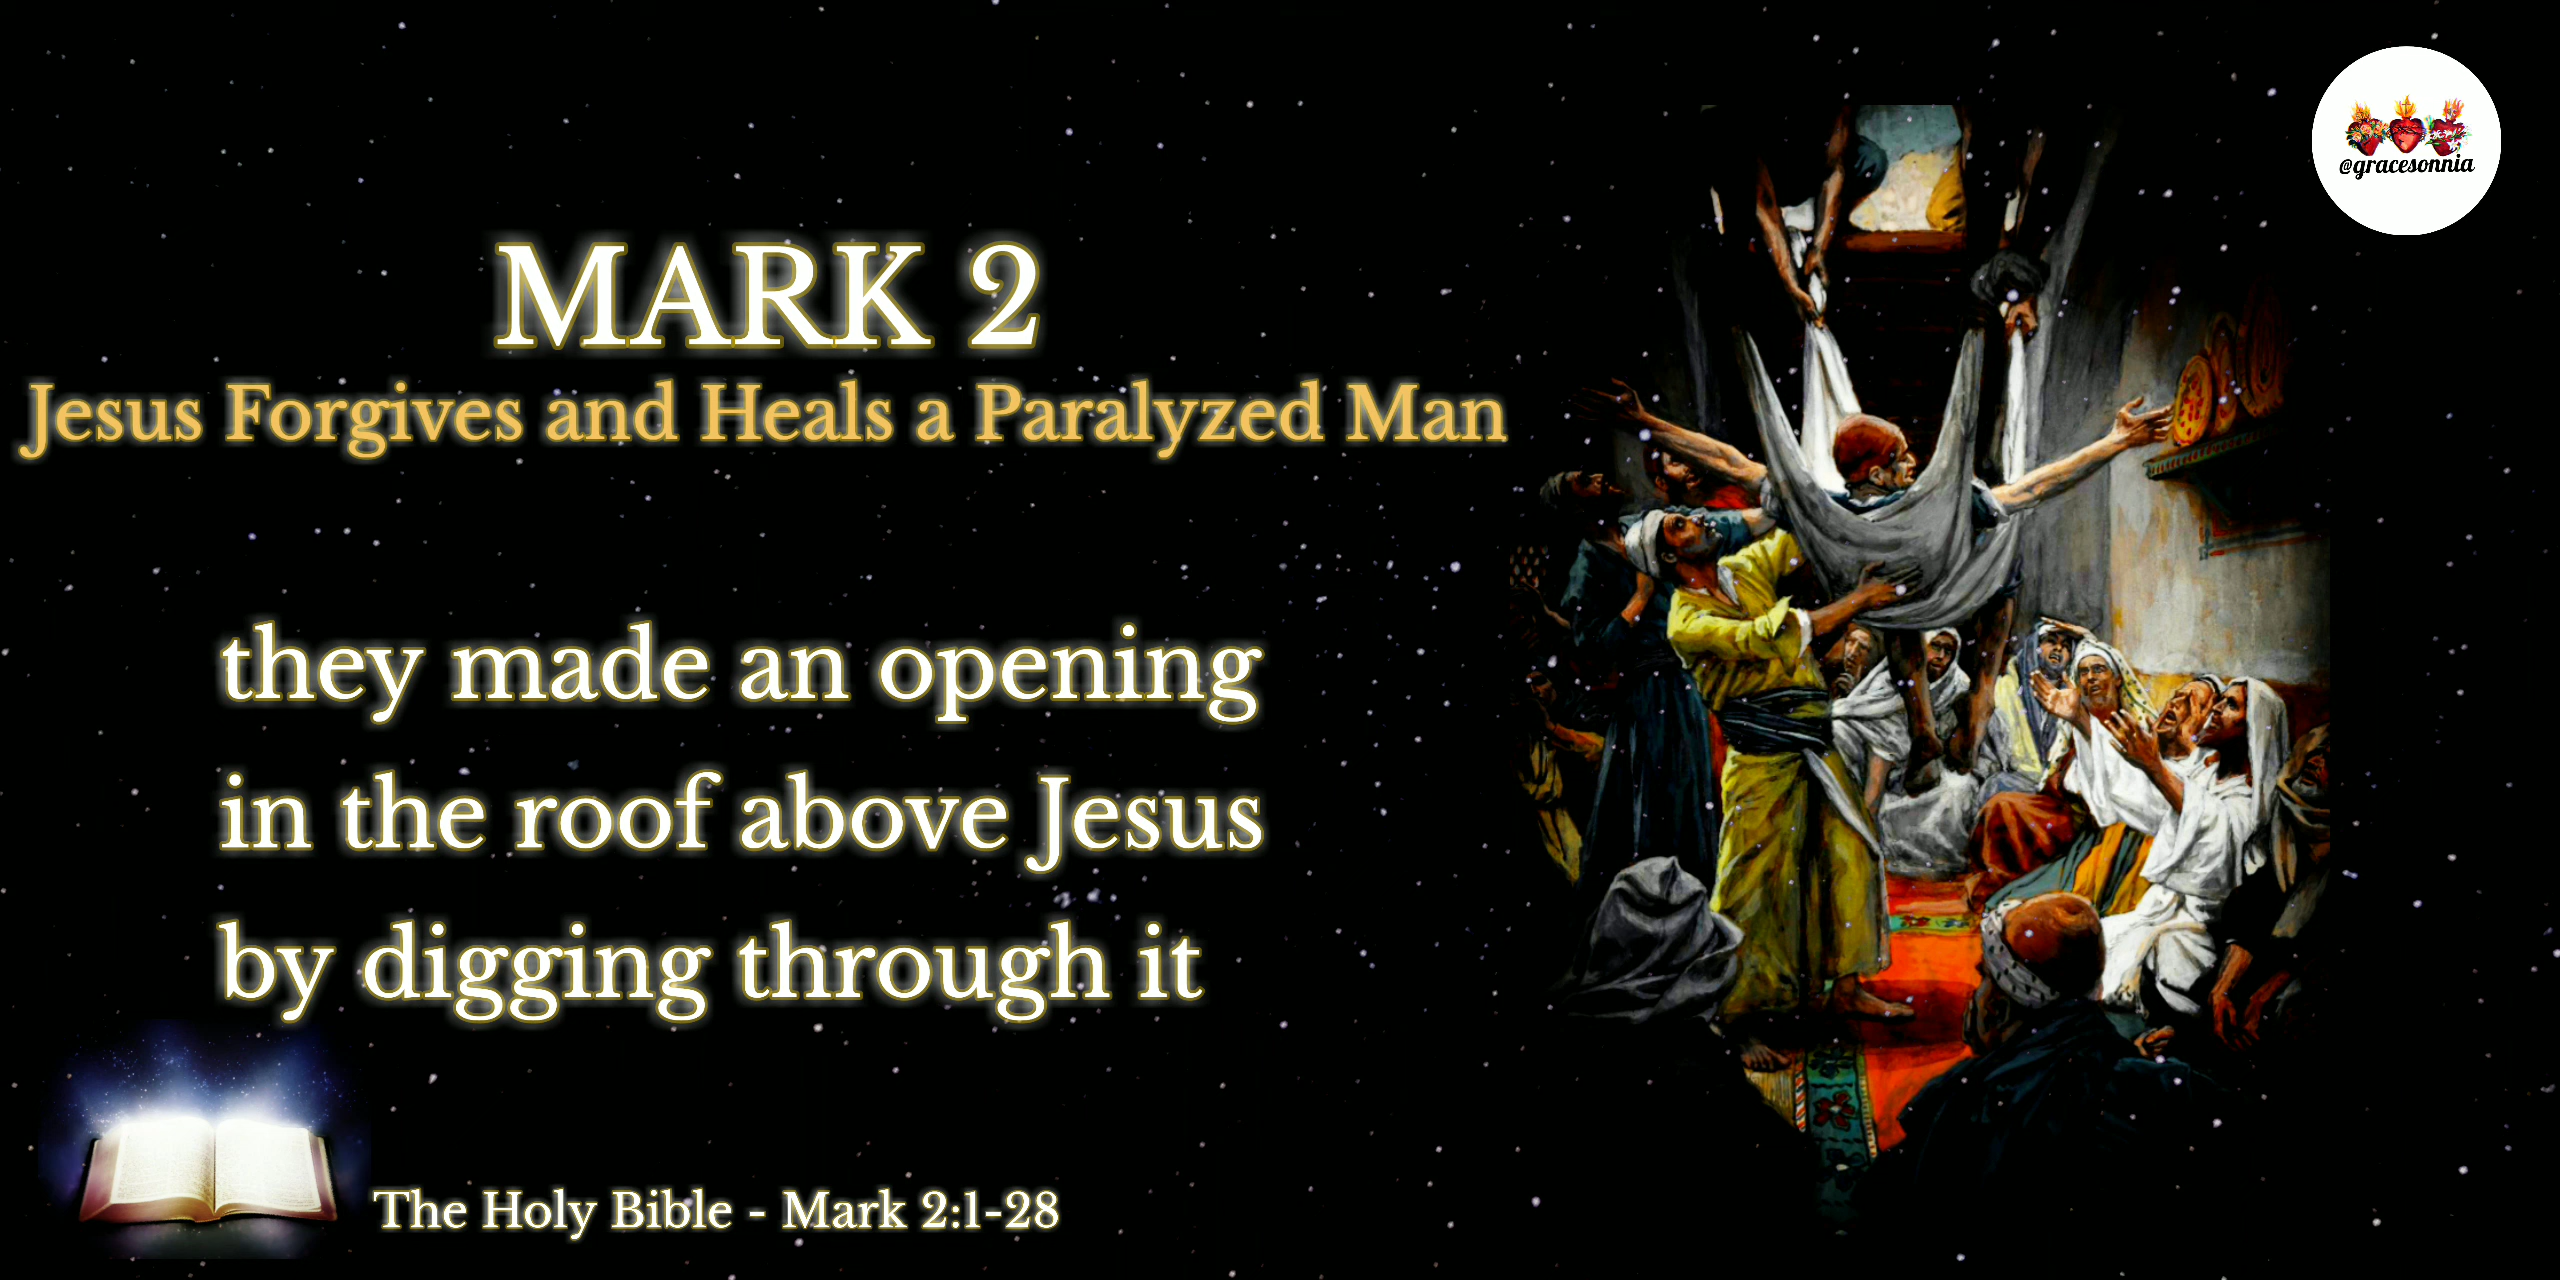 @gracesonnia
MARK 2
Jesus Forgives and Heals a Paralyzed Man
they made an opening
in the roof above Jesus
by digging through it
The Holy Bible - Mark 2:1-28